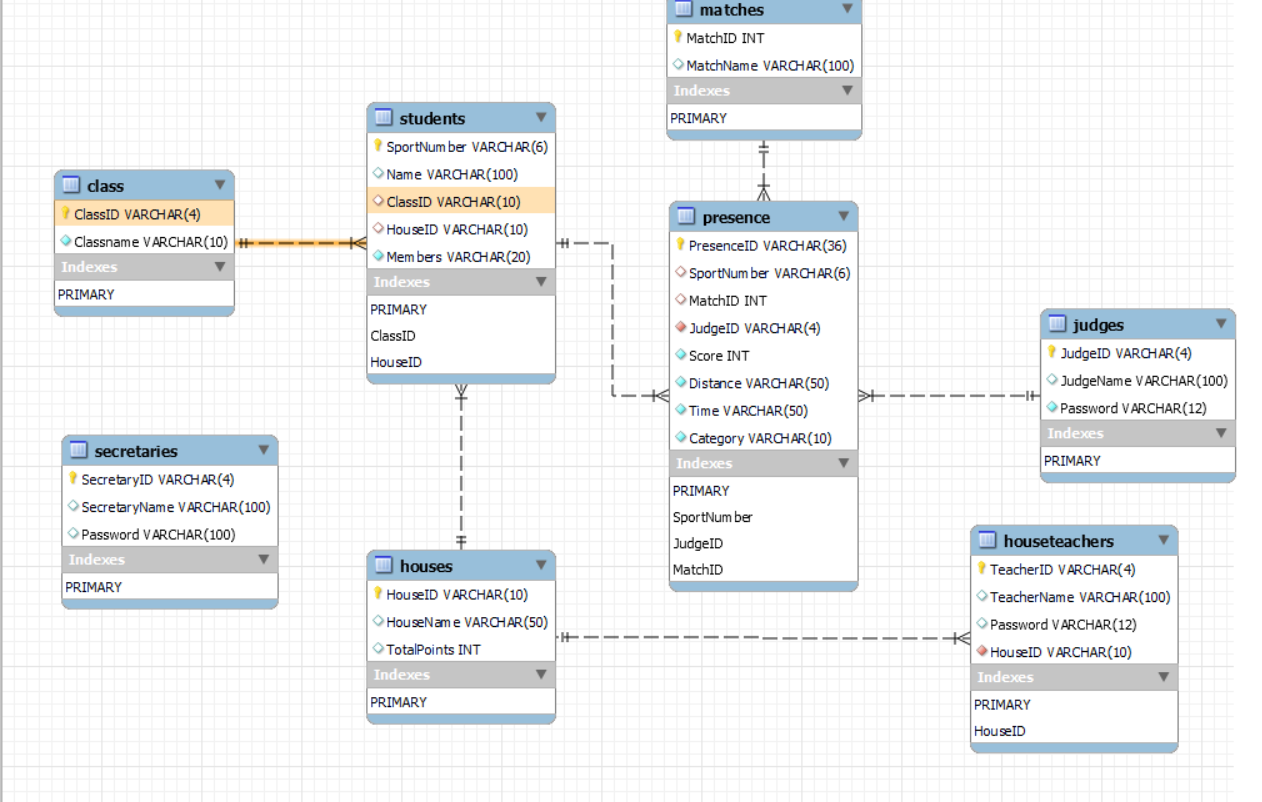 matches
MatchID INT
MatchName VARCHAR(100)
Indexes
PRIMARY
students
SportNumber VARCHAR(6)
Name VARCHAR(100)
ClassID VARCHAR(10)
HouseID VARCHAR(10)
Members VARCHAR(20)
Indexes
PRIMARY
ClassID
HouseID
class
ClassID VARCHAR(4)
Classname VARCHAR(10)
Indexes
PRIMARY
presence
PresenceID VARCHAR(36)
SportNumber VARCHAR(6)
MatchID INT
JudgeID VARCHAR(4)
Score INT
Distance VARCHAR(50)
Time VARCHAR(50)
Category VARCHAR(10)
Indexes
PRIMARY
SportNumber
JudgeID
MatchID
judges
JudgeID VARCHAR(4)
JudgeName VARCHAR(100)
Password VARCHAR(12)
Indexes
PRIMARY
secretaries
SecretaryID VARCHAR(4)
SecretaryName VARCHAR(100)
Password VARCHAR(100)
Indexes
PRIMARY
houses
HouseID VARCHAR(10)
HouseName VARCHAR(50)
TotalPoints INT
Indexes
PRIMARY
houseteachers
TeacherID VARCHAR(4)
TeacherName VARCHAR(100)
Password VARCHAR(12)
HouseID VARCHAR(10)
Indexes
PRIMARY
HouseID